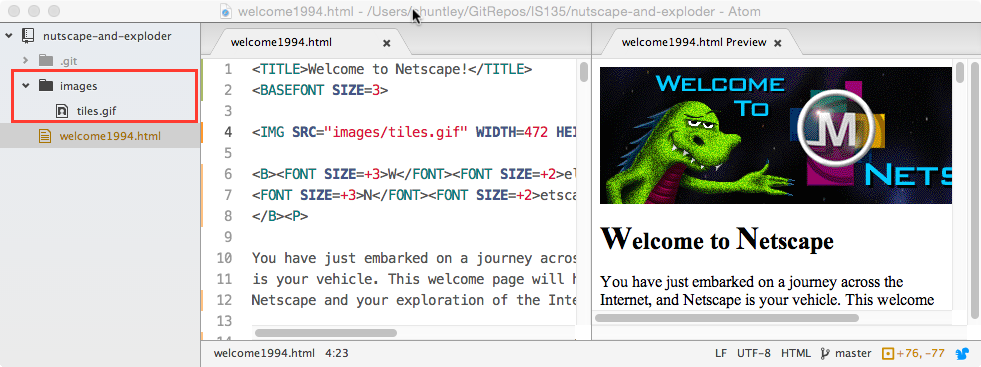 welcome1994.html - /Users/chuntley/GitRepos/IS135/nutscape-and-exploder - Atom
nutscape-and-exploder
.git
images
tiles.gif
welcome1994.html
welcome1994.html
1 <TITLE>Welcome to Netscape!</TITLE>
2 <BASEFONT SIZE=3>
3
4 <IMG SRC="images/tiles.gif" WIDTH=472 HEI
5
6 <B><FONT SIZE=+3>W</FONT><FONT SIZE=+2>el
7 <FONT SIZE=+3>N</FONT><FONT SIZE=+2>etsca
8 </B><P>
9
10 You have just embarked on a journey acros
11 is your vehicle. This welcome page will h
12 Netscape and your exploration of the Inte
13
14
welcome1994.html Preview
WELCOME
TO
M
NETS
Welcome to Netscape
You have just embarked on a journey across the
Internet, and Netscape is your vehicle. This welcome
welcome1994.html 4:23
LF UTF-8 HTML master +76, -77